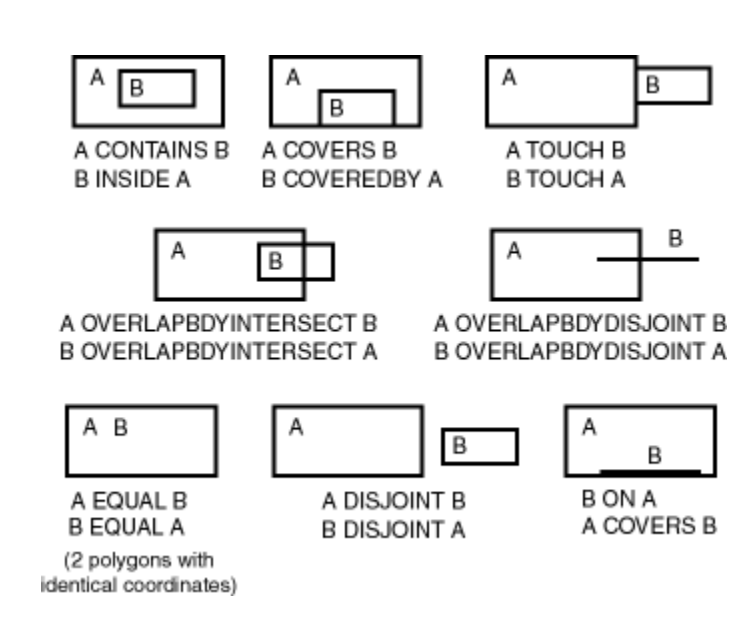 A
B
A
B
A
B
A CONTAINS B
B INSIDE A
A COVERS B
B COVEREDBY A
A TOUCH B
B TOUCH A
A
B
A
B
A OVERLAPBDYINTERSECT B
B OVERLAPBDYINTERSECT A
A OVERLAPBDYDISJOINT B
B OVERLAPBDYDISJOINT A
A B
A
B
A
B
A EQUAL B
B EQUAL A
(2 polygons with
identical coordinates)
A DISJOINT B
B DISJOINT A
B ON A
A COVERS B